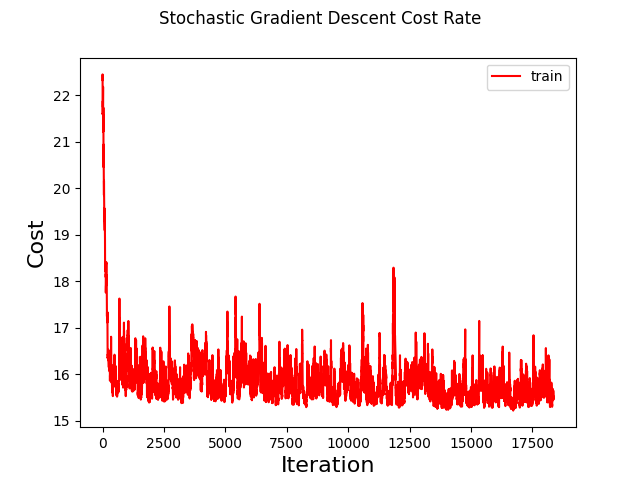 Stochastic Gradient Descent Cost Rate
train
22
21
20
19
18
17
16
15
Cost
0 2500 5000 7500 10000 12500 15000 17500
Iteration